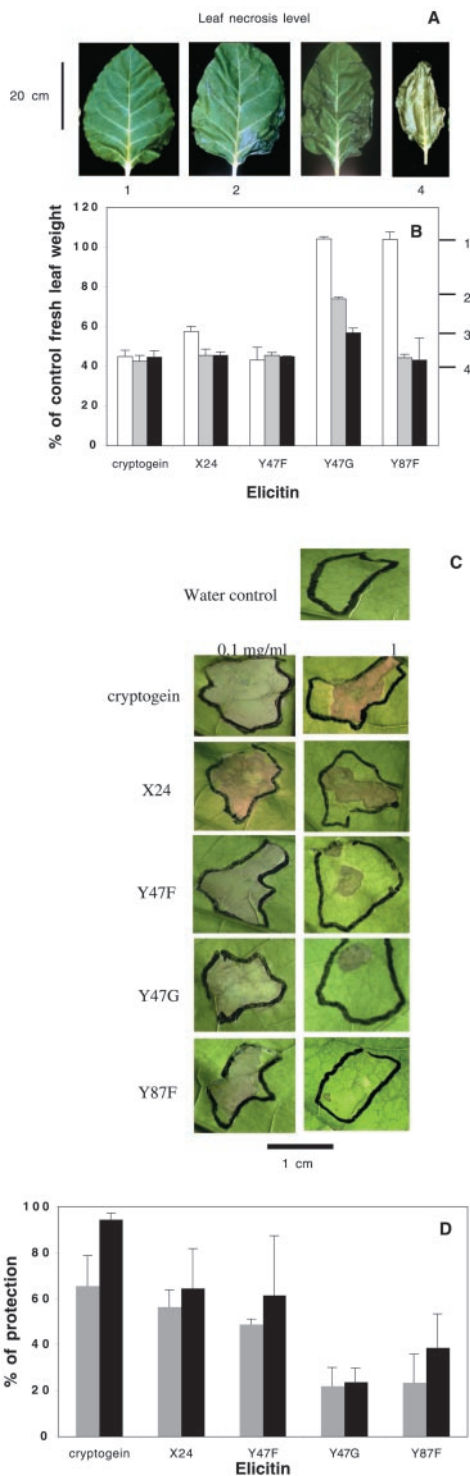 Leaf necrosis level
A
20 cm
1
2
4
% of control fresh leaf weight
120
100
80
60
40
20
0
B
1
2
3
4
cryptogein X24 Y47F Y47G Y87F
Elicitin
C
Water control
0.1 mg/ml 1
cryptogein
X24
Y47F
Y47G
Y87F
1 cm
% of protection
100
80
60
40
20
0
D
cryptogein X24 Y47F Y47G Y87F
Elicitin